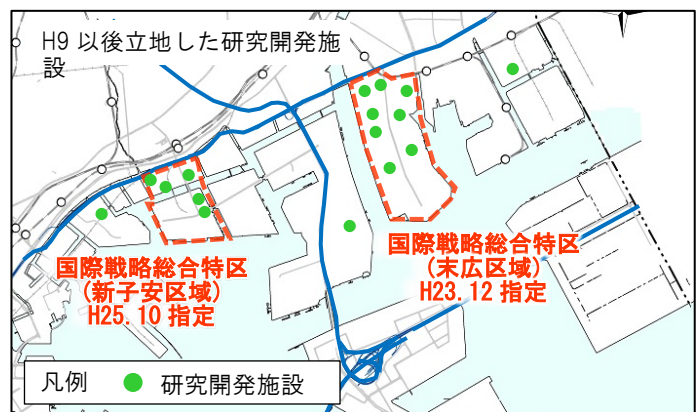 H9 以後立地した研究開発施
設
国際戦略総合特区
(新子安区域)
H25.10 指定
国際戦略総合特区
(末広区域)
H23.12 指定
凡例 研究開発施設